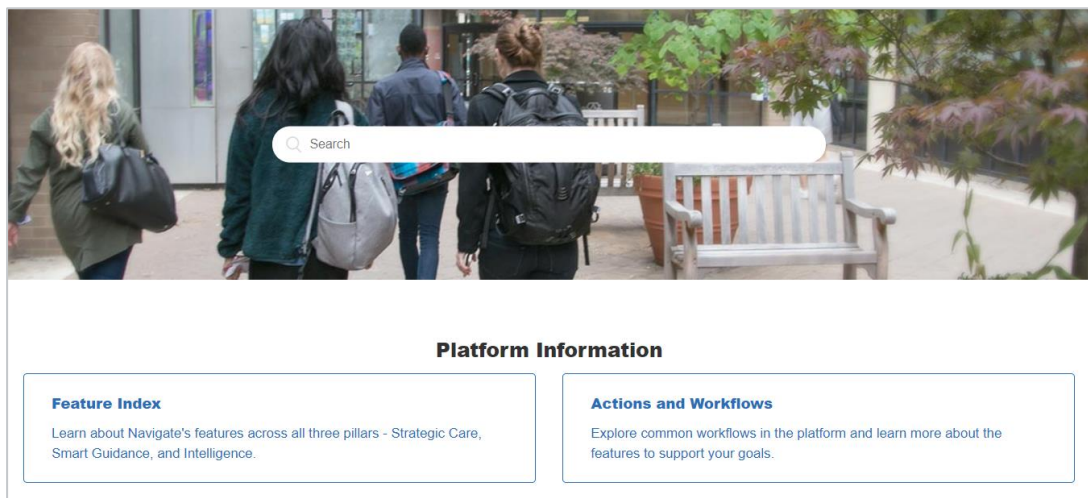 Search
Platform Information
Feature Index
Learn about Navigate's features across all three pillars - Strategic Care,
Smart Guidance, and Intelligence.
Actions and Workflows
Explore common workflows in the platform and learn more about the
features to support your goals.